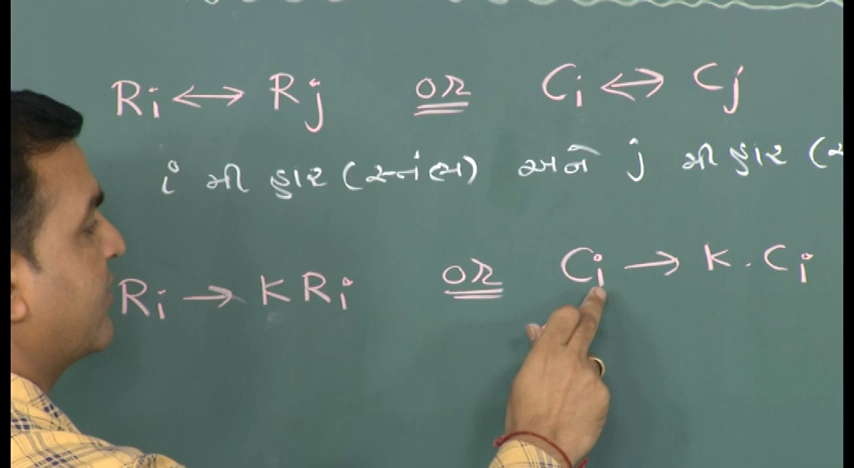 Ri ↔ Rj or Ci ↔ Cj
i મી હાર (સ્તંભ) અને j મી હાર (સ
Ri → KRi or Ci → K.Ci